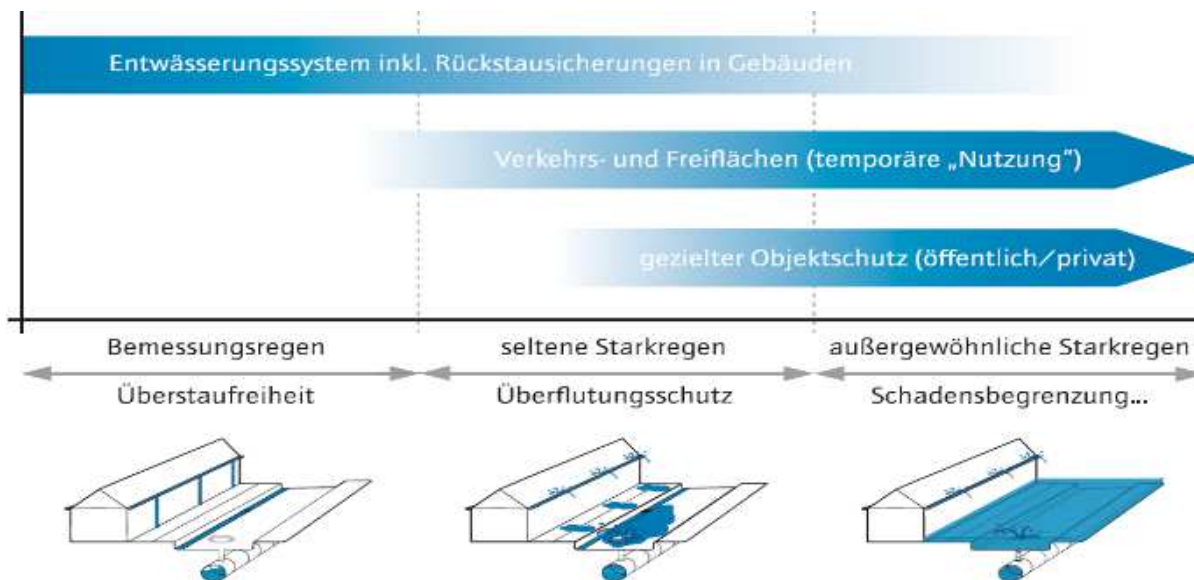 Entwässerungssystem inkl. Rückstausicherungen in Gebäuden
Verkehrs- und Freiflächen (temporäre „Nutzung“)
gezielter Objektschutz (öffentlich/privat)
Bemessungsregen
seltene Starkregen
außergewöhnliche Starkregen
Überstaufreiheit
Überflutungsschutz
Schadensbegrenzung...